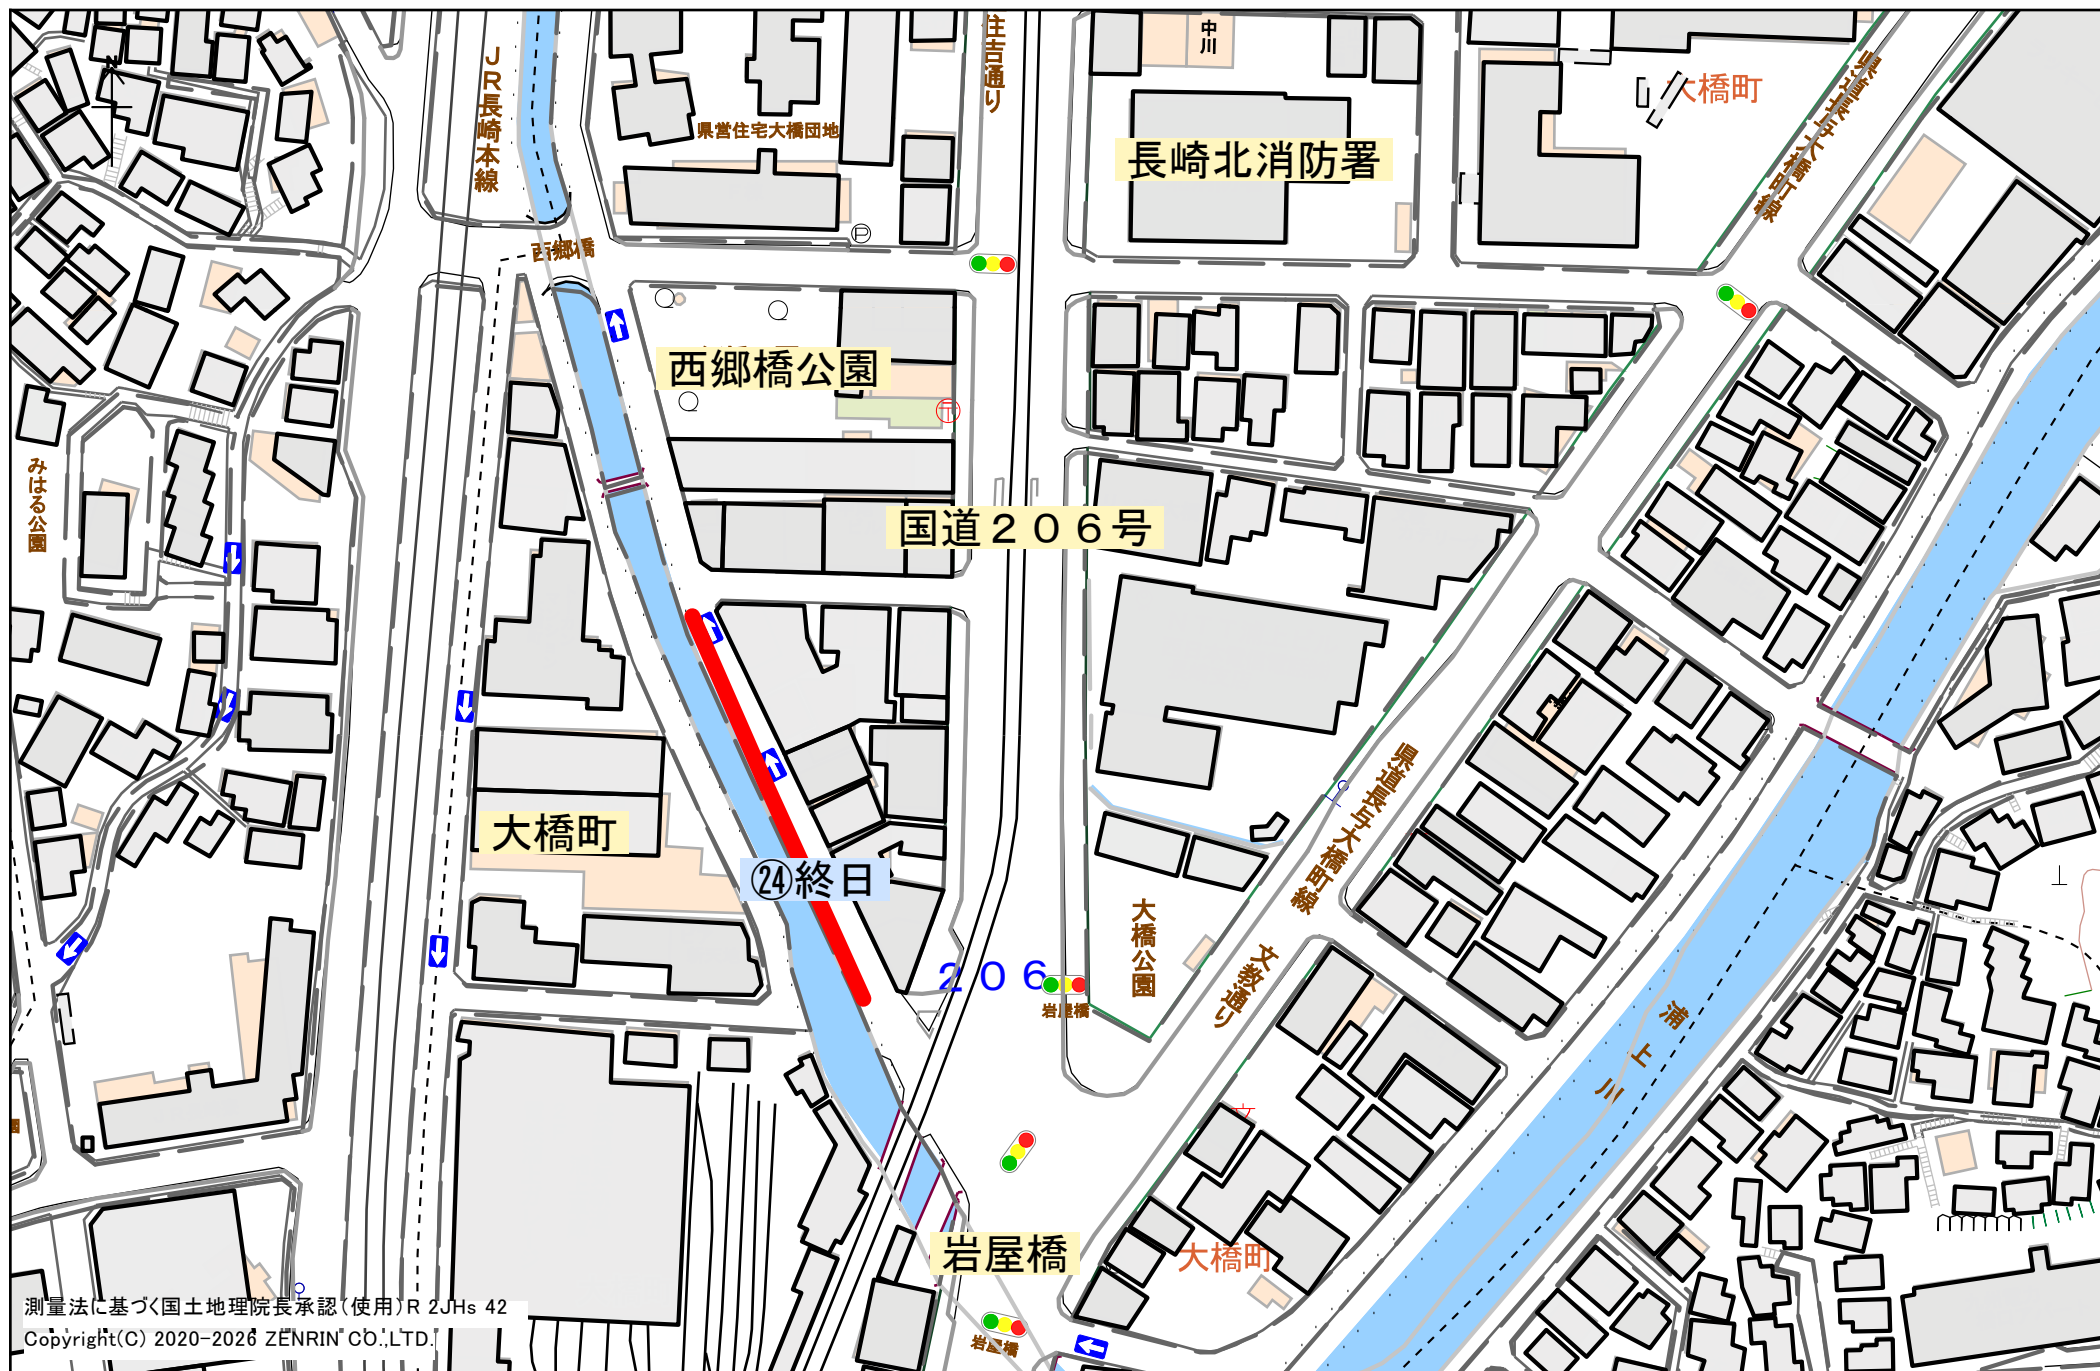 住吉通り
中川
JR長崎本線
大橋町
県道長与大橋町線
県営住宅大橋団地
長崎北消防署
N
P
西郷橋
西郷橋公園
みはる公園
国道206号
大橋町
県道長与大橋町線
㉔終日
大橋公園
文教通り
206
岩屋橋
浦上川
岩屋橋
大橋町
岩屋橋
測量法に基づく国土地理院長承認(使用)R 2JHs 42
Copyright(C) 2020-2026 ZENRIN CO.,LTD.